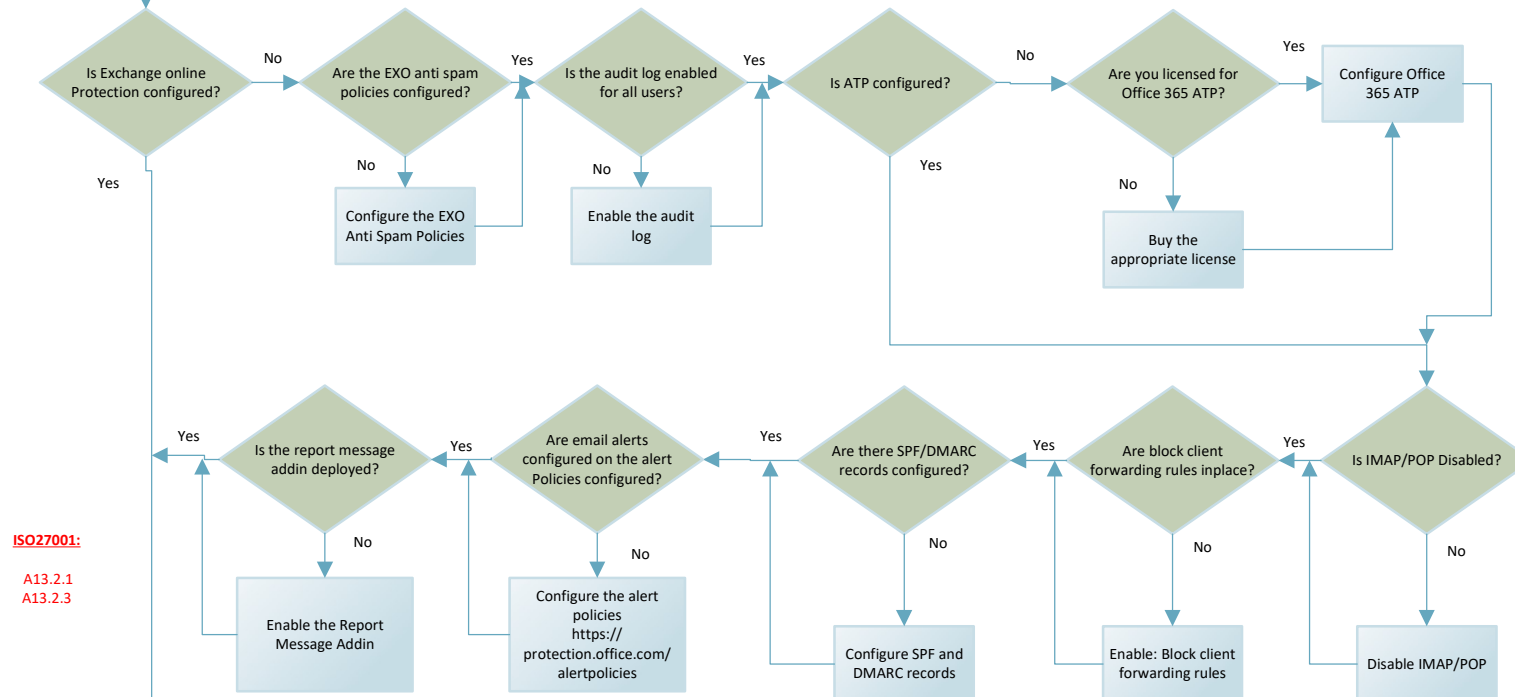 Is Exchange online
Protection configured?
No
Yes
Are the EXO anti spam
policies configured?
Yes
No
Configure the EXO
Anti Spam Policies
Is the audit log enabled
for all users?
Yes
No
Enable the audit
log
Is ATP configured?
No
Yes
Are you licensed for
Office 365 ATP?
Yes
No
Buy the
appropriate license
Configure Office
365 ATP
Is IMAP/POP Disabled?
Yes
No
Disable IMAP/POP
Are block client
forwarding rules inplace?
Yes
No
Enable: Block client
forwarding rules
Are there SPF/DMARC
records configured?
Yes
No
Configure SPF and
DMARC records
Are email alerts
configured on the alert
Policies configured?
Yes
No
Configure the alert
policies
https://
protection.office.com/
alertpolicies
Is the report message
addin deployed?
Yes
No
Enable the Report
Message Addin
ISO27001:
A13.2.1
A13.2.3